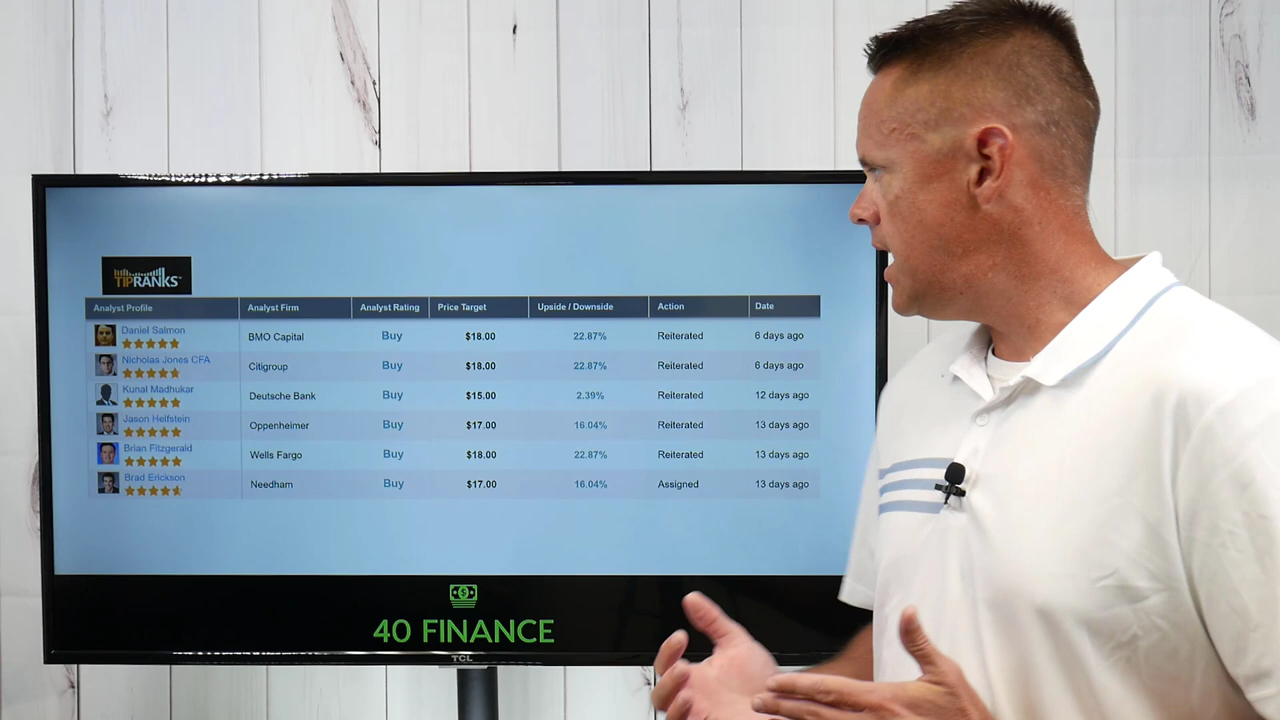 TIPRANKS™
Analyst Profile Analyst Firm Analyst Rating Price Target Upside / Downside Action Date
Daniel Salmon BMO Capital Buy $18.00 22.87% Reiterated 6 days ago
Nicholas Jones CFA Citigroup Buy $18.00 22.87% Reiterated 6 days ago
Kunal Madhukar Deutsche Bank Buy $15.00 2.39% Reiterated 12 days ago
Jason Helfstein Oppenheimer Buy $17.00 16.04% Reiterated 13 days ago
Brian Fitzgerald Wells Fargo Buy $18.00 22.87% Reiterated 13 days ago
Brad Erickson Needham Buy $17.00 16.04% Assigned 13 days ago
40 FINANCE
TCL